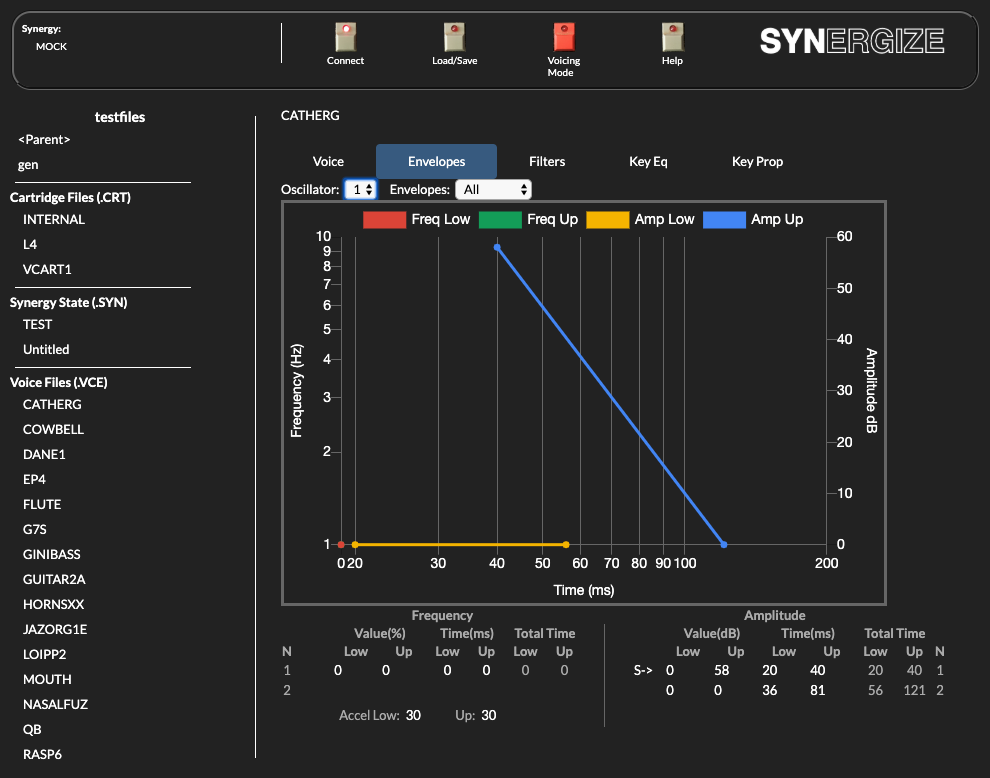 Synergy:
MOCK
Connect
Load/Save
Voicing
Mode
Help
SYNERGIZE
testfiles
<Parent>
gen
Cartridge Files (.CRT)
INTERNAL
L4
VCART1
Synergy State (.SYN)
TEST
Untitled
Voice Files (.VCE)
CATHERG
COWBELL
DANE1
EP4
FLUTE
G7S
GINIBASS
GUITAR2A
HORNSXX
JAZORG1E
LOIPP2
MOUTH
NASALFUZ
QB
RASP6
CATHERG
Voice Envelopes Filters Key Eq Key Prop
Oscillator: 1 Envelopes: All
Freq Low Freq Up Amp Low Amp Up
10
9
8
7
6
5
4
3
2
1
Frequency (Hz)
60
50
40
30
20
10
0
Amplitude dB
0 20 30 40 50 60 70 80 90 100 200
Time (ms)
Frequency Amplitude
Value(%) Time(ms) Total Time Value(dB) Time(ms) Total Time
N Low Up Low Up Low Up Low Up Low Up Low Up N
1 0 0 0 0 0 0 S-> 0 58 20 40 20 40 1
2 0 0 36 81 56 121 2
Accel Low: 30 Up: 30